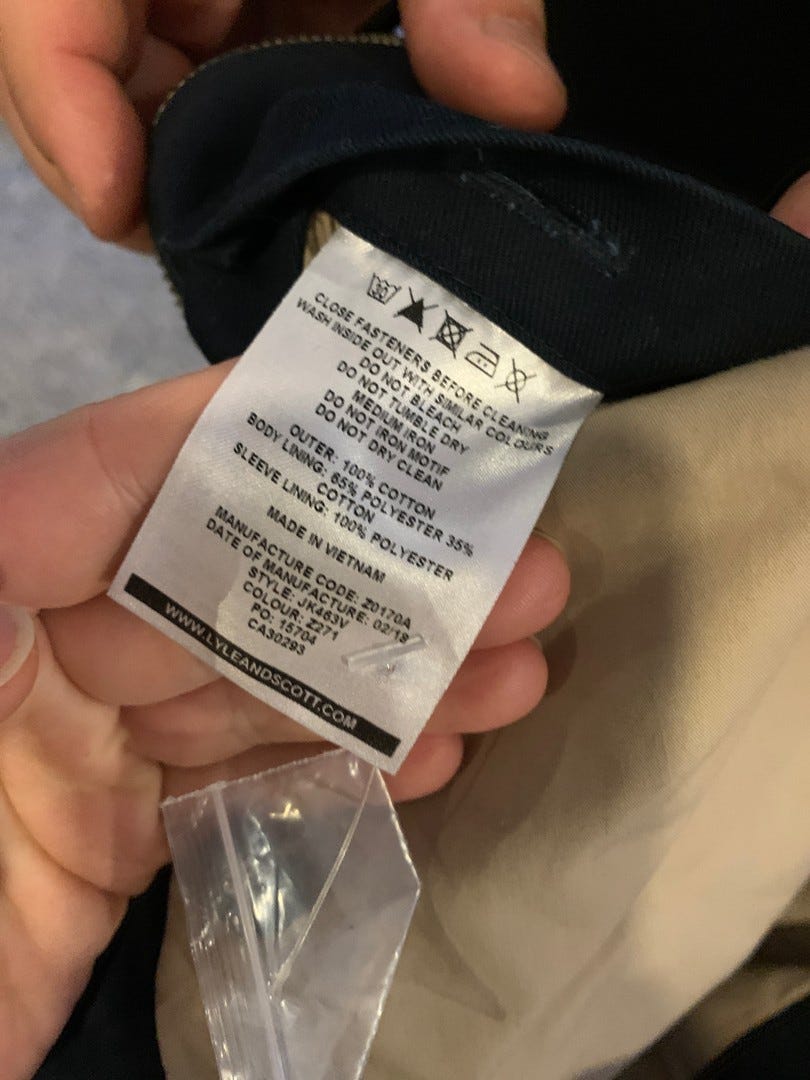 30
CLOSE FASTENERS BEFORE CLEANING
WASH INSIDE OUT WITH SIMILAR COLOURS
DO NOT BLEACH
DO NOT TUMBLE DRY
MEDIUM IRON
DO NOT IRON MOTIF
DO NOT DRY CLEAN
OUTER: 100% COTTON
BODY LINING: 65% POLYESTER 35%
COTTON
SLEEVE LINING: 100% POLYESTER
MADE IN VIETNAM
MANUFACTURE CODE: Z0170A
DATE OF MANUFACTURE: 02/18
STYLE: JK463V
COLOUR: Z271
PO: 15704
CA30293
WWW.LYLEANDSCOTT.COM